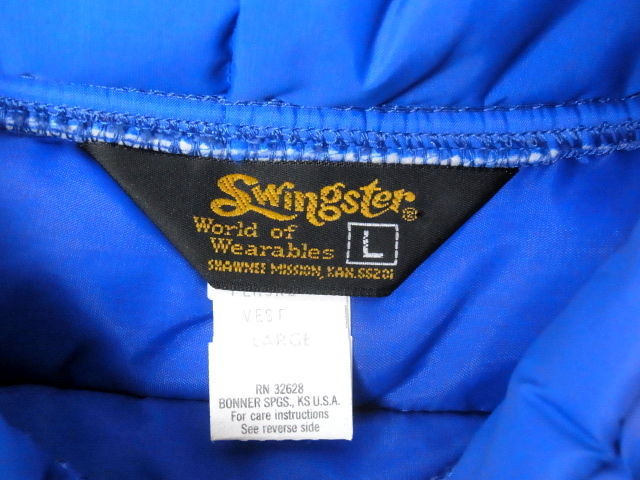 Swingster®
World of
Wearables
L
SHAWNEE MISSION, KAN. 66201
VEST
LARGE
RN 32628
BONNER SPGS., KS U.S.A.
For care instructions
See reverse side